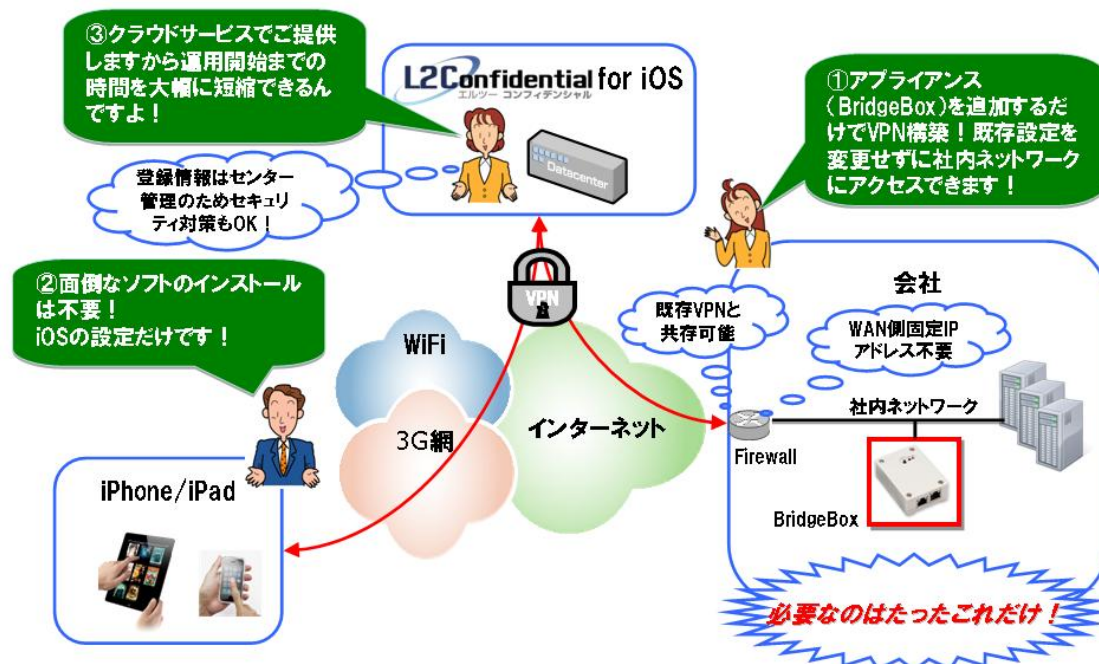 ③クラウドサービスでご提供
しますから運用開始までの
時間を大幅に短縮できるん
ですよ！
L2Confidential for iOS
エルツー コンフィデンシャル
Datacenter
登録情報はセンター
管理のためセキュリ
ティ対策もOK！
①アプライアンス
（BridgeBox）を追加するだ
けでVPN構築！既存設定を
変更せずに社内ネットワーク
にアクセスできます！
②面倒なソフトのインストール
は不要！
iOSの設定だけです！
VPN
WiFi
3G網
インターネット
既存VPNと
共存可能
会社
WAN側固定IP
アドレス不要
社内ネットワーク
Firewall
BridgeBox
iPhone/iPad
必要なのはたったこれだけ！